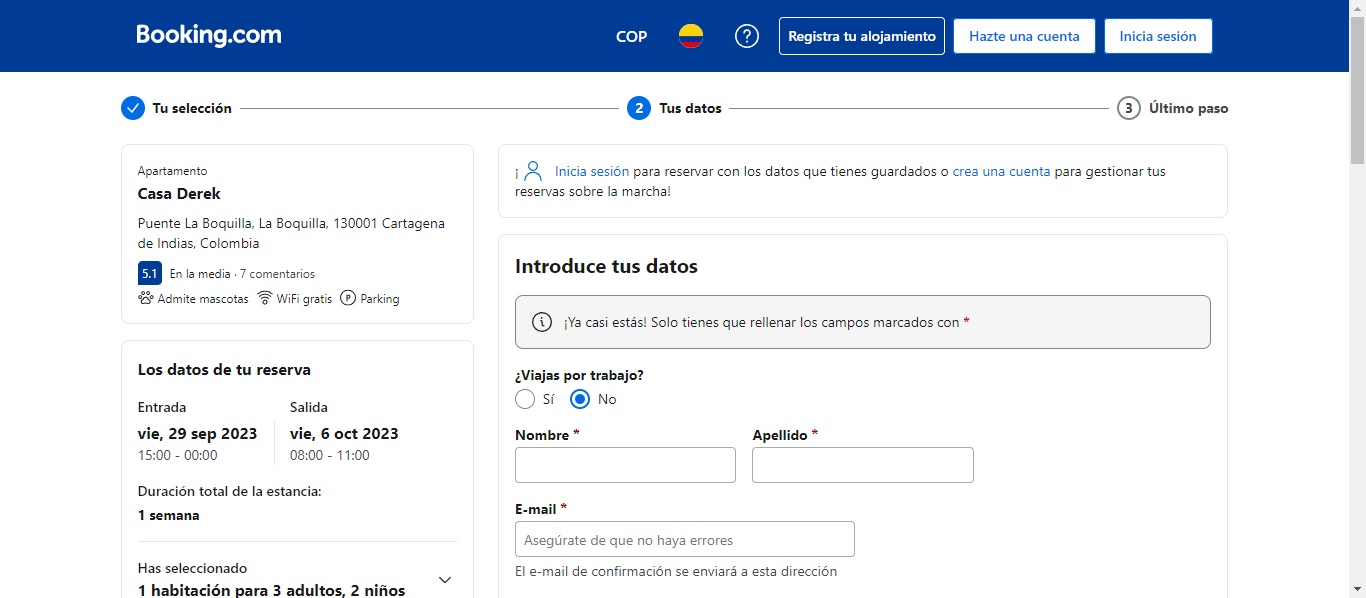 Booking.com
COP
Registra tu alojamiento
Hazte una cuenta
Inicia sesión
Tu selección
2 Tus datos
3 Último paso
Apartamento
Casa Derek
Puente La Boquilla, La Boquilla, 130001 Cartagena
de Indias, Colombia
5.1 En la media · 7 comentarios
Admite mascotas WiFi gratis P Parking
Los datos de tu reserva
Entrada
vie, 29 sep 2023
15:00 - 00:00
Salida
vie, 6 oct 2023
08:00 - 11:00
Duración total de la estancia:
1 semana
Has seleccionado
1 habitación para 3 adultos, 2 niños
¡ Inicia sesión para reservar con los datos que tienes guardados o crea una cuenta para gestionar tus
reservas sobre la marcha!
Introduce tus datos
¡Ya casi estás! Solo tienes que rellenar los campos marcados con *
¿Viajas por trabajo?
Sí No
Nombre *
Apellido *
E-mail *
Asegúrate de que no haya errores
El e-mail de confirmación se enviará a esta dirección